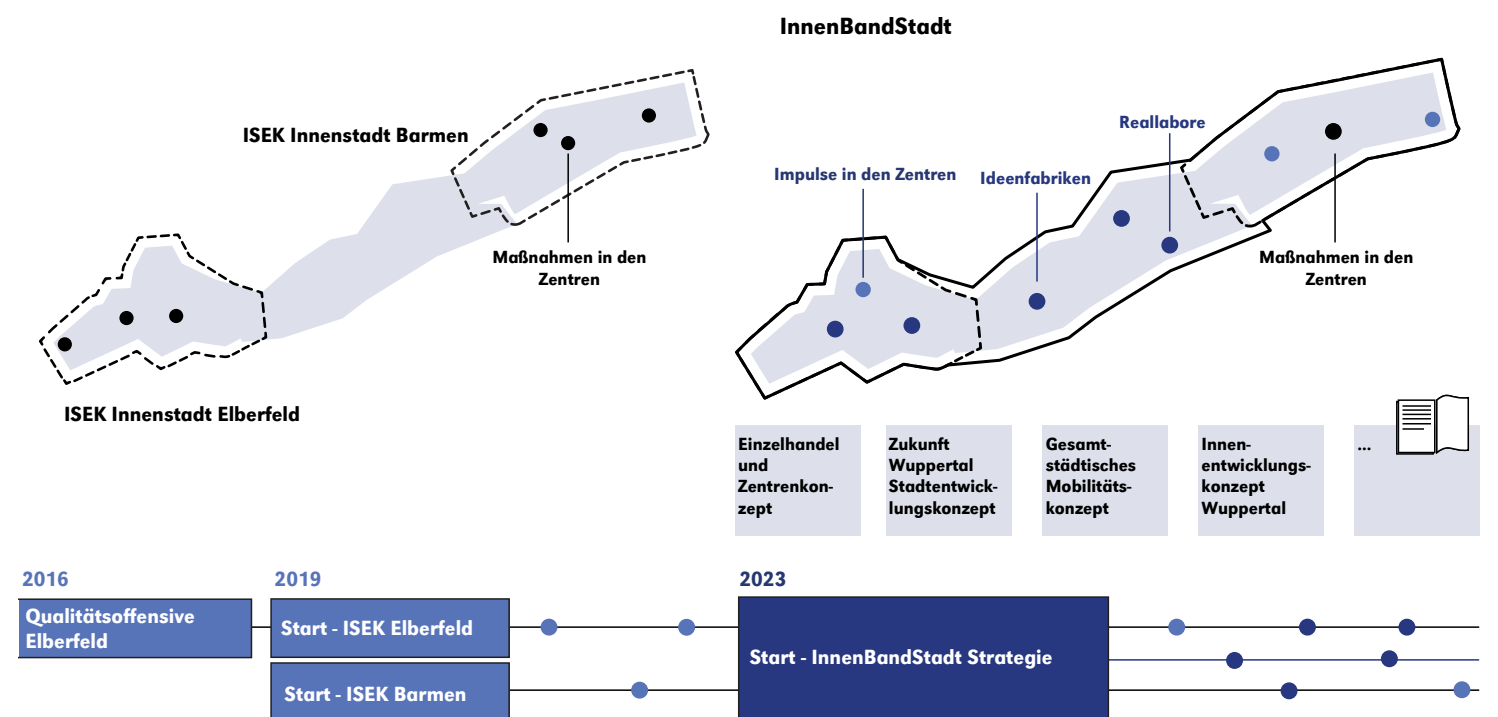 InnenBandStadt
ISEK Innenstadt Barmen
Maßnahmen in den
Zentren
ISEK Innenstadt Elberfeld
Reallabore
Impulse in den Zentren
Ideenfabriken
Maßnahmen in den
Zentren
Einzelhandel
und
Zentrenkon-
zept
Zukunft
Wuppertal
Stadtentwick-
lungskonzept
Gesamt-
städtisches
Mobilitäts-
konzept
Innen-
entwicklungs-
konzept
Wuppertal
...
2016
Qualitätsoffensive
Elberfeld
2019
Start - ISEK Elberfeld
Start - ISEK Barmen
2023
Start - InnenBandStadt Strategie